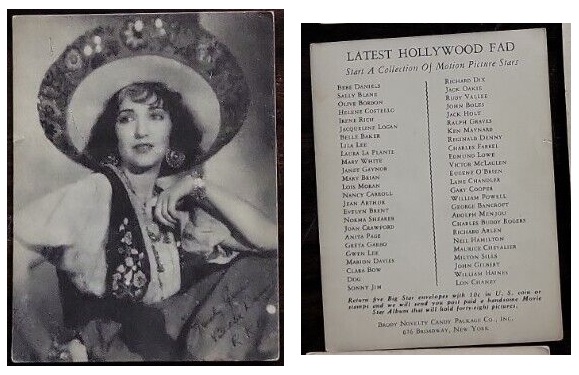 LATEST HOLLYWOOD FAD
Start A Collection Of Motion Picture Stars
BEBE DANIELS
SALLY BLANE
OLIVE BORDON
HELENE COSTELLO
IRENE RICH
JACQUELINE LOGAN
BELLE BAKER
LILA LEE
LAURA LA PLANTE
MARY WHITE
JANET GAYNOR
MARY BRIAN
LOIS MORAN
NANCY CARROLL
JEAN ARTHUR
EVELYN BRENT
NORMA SHEARER
JOAN CRAWFORD
ANITA PAGE
GRETA GARBO
GWEN LEE
MARION DAVIES
CLARA BOW
DOG
SONNY JIM
RICHARD DIX
JACK OAKIE
RUDY VALLEE
JOHN BOLES
JACK HOLT
RALPH GRAVES
KEN MAYNARD
REGINALD DENNY
CHARLES FARREL
EDMUND LOWE
VICTOR MCLAGLEN
EUGENE O'BRIEN
LANE CHANDLER
GARY COOPER
WILLIAM POWELL
GEORGE BANCROFT
ADOLPH MENJOU
CHARLES BUDDY ROGERS
RICHARD ARLEN
NEIL HAMILTON
MAURICE CHEVALIER
MILTON SILLS
JOHN GILBERT
WILLIAM HAINES
LON CHANEY
Return five Big Star envelopes with 10c in U. S. coin or
stamps and we will send you post paid a handsome Movie
Star Album that will hold forty-eight pictures.
BRODY NOVELTY CANDY PACKAGE CO., INC.
676 BROADWAY, NEW YORK